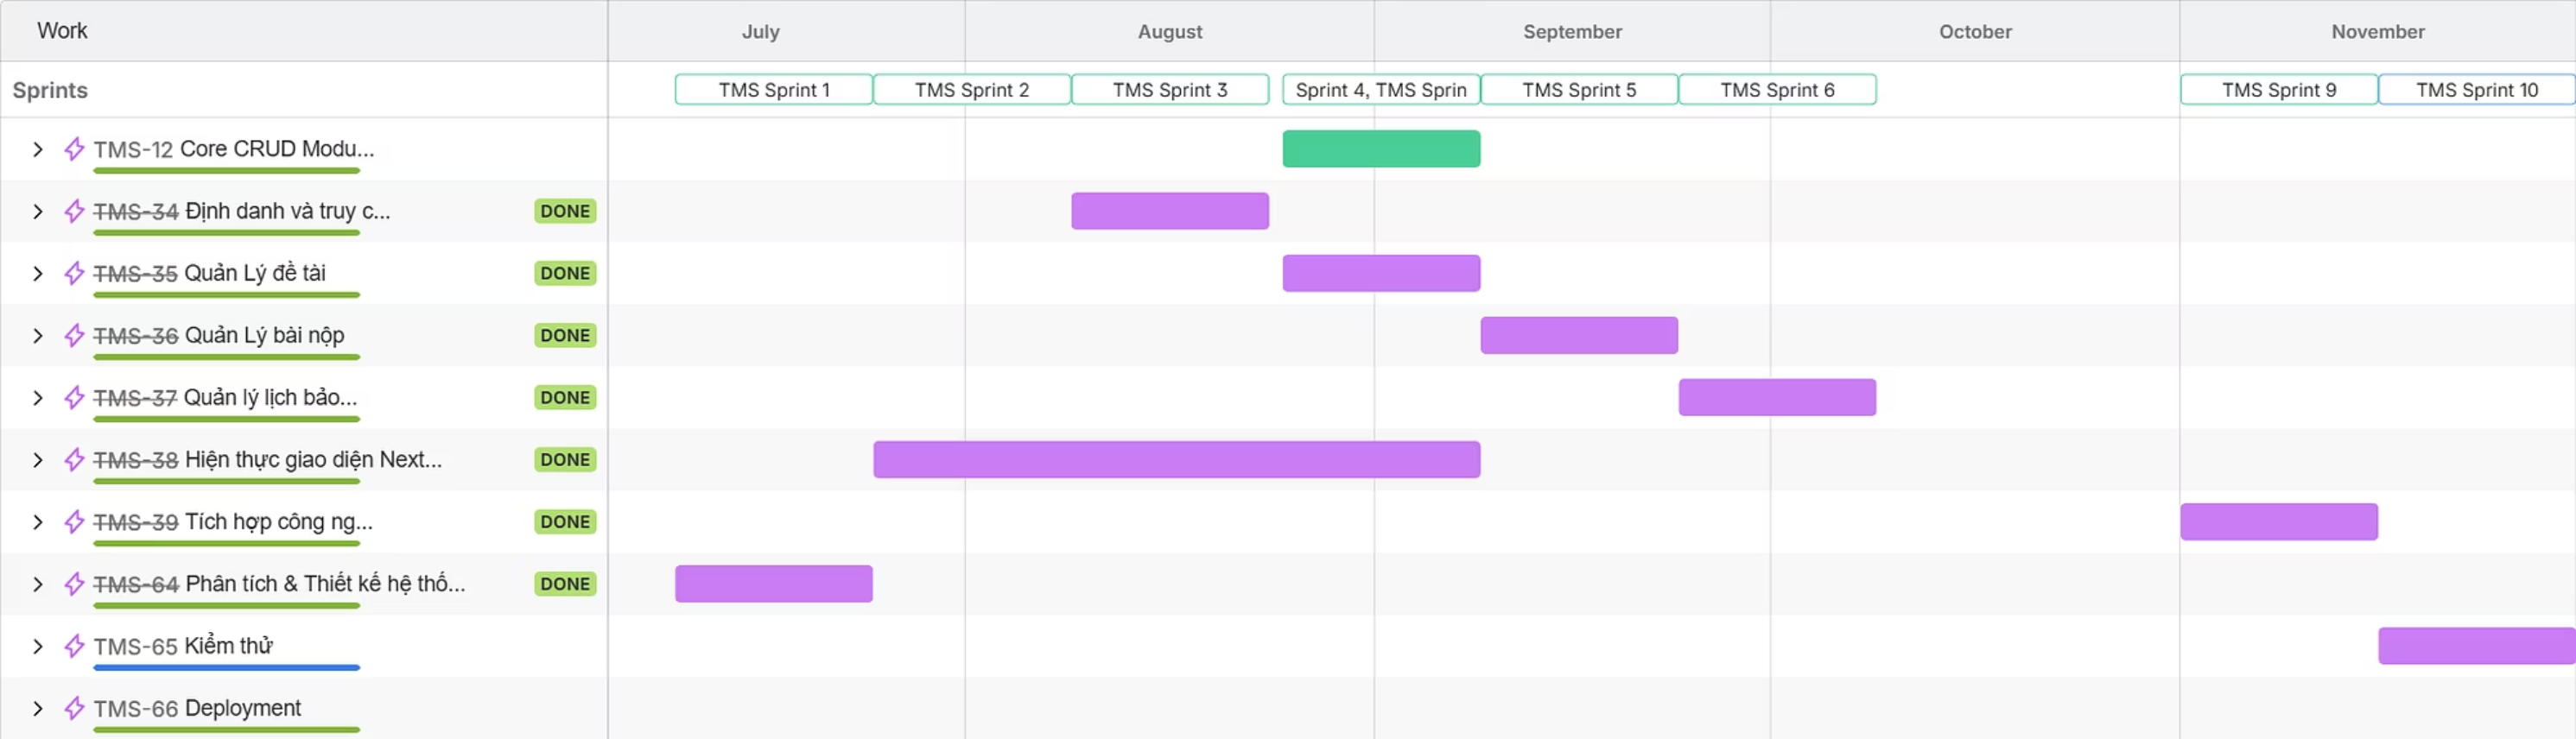 Work July August September October November
Sprints TMS Sprint 1 TMS Sprint 2 TMS Sprint 3 Sprint 4, TMS Sprin TMS Sprint 5 TMS Sprint 6 TMS Sprint 9 TMS Sprint 10
TMS-12 Core CRUD Modu...
TMS-34 Định danh và truy c... DONE
TMS-35 Quản Lý đề tài DONE
TMS-36 Quản Lý bài nộp DONE
TMS-37 Quản lý lịch bảo... DONE
TMS-38 Hiện thực giao diện Next... DONE
TMS-39 Tích hợp công ng... DONE
TMS-64 Phân tích & Thiết kế hệ thố... DONE
TMS-65 Kiểm thử
TMS-66 Deployment